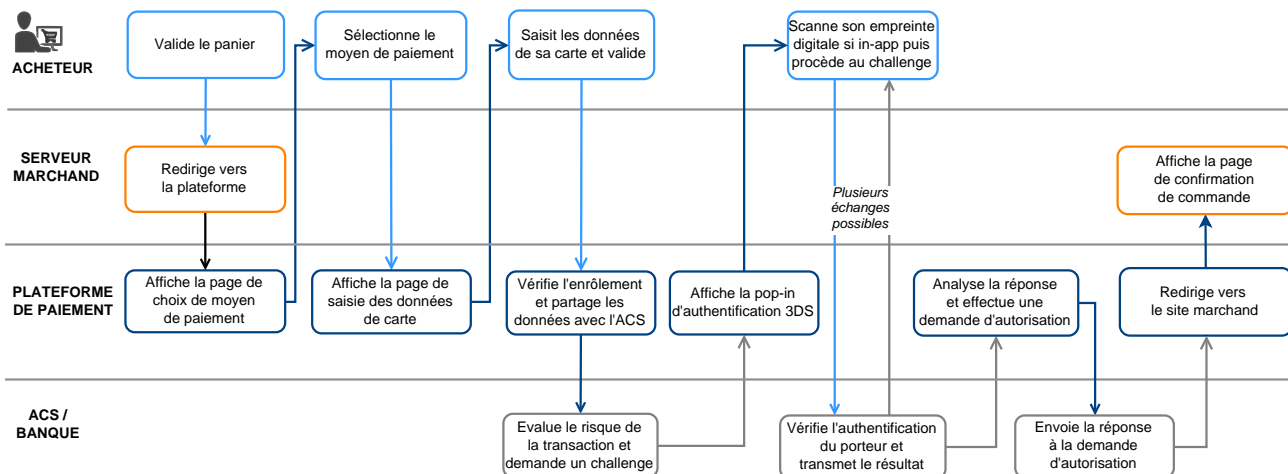 ACHETEUR
Valide le panier
Sélectionne le
moyen de paiement
Saisit les données
de sa carte et valide
Scanne son empreinte
digitale si in-app puis
procède au challenge
SERVEUR
MARCHAND
Redirige vers
la plateforme
Plusieurs
échanges
possibles
Affiche la page
de confirmation
de commande
PLATEFORME
DE PAIEMENT
Affiche la page de
choix de moyen
de paiement
Affiche la page de
saisie des données
de carte
Vérifie l'enrôlement
et partage les
données avec l'ACS
Affiche la pop-in
d'authentification 3DS
Analyse la réponse
et effectue une
demande d'autorisation
Redirige vers
le site marchand
ACS /
BANQUE
Evalue le risque de
la transaction et
demande un challenge
Vérifie l'authentification
du porteur et
transmet le résultat
Envoie la réponse
à la demande
d'autorisation